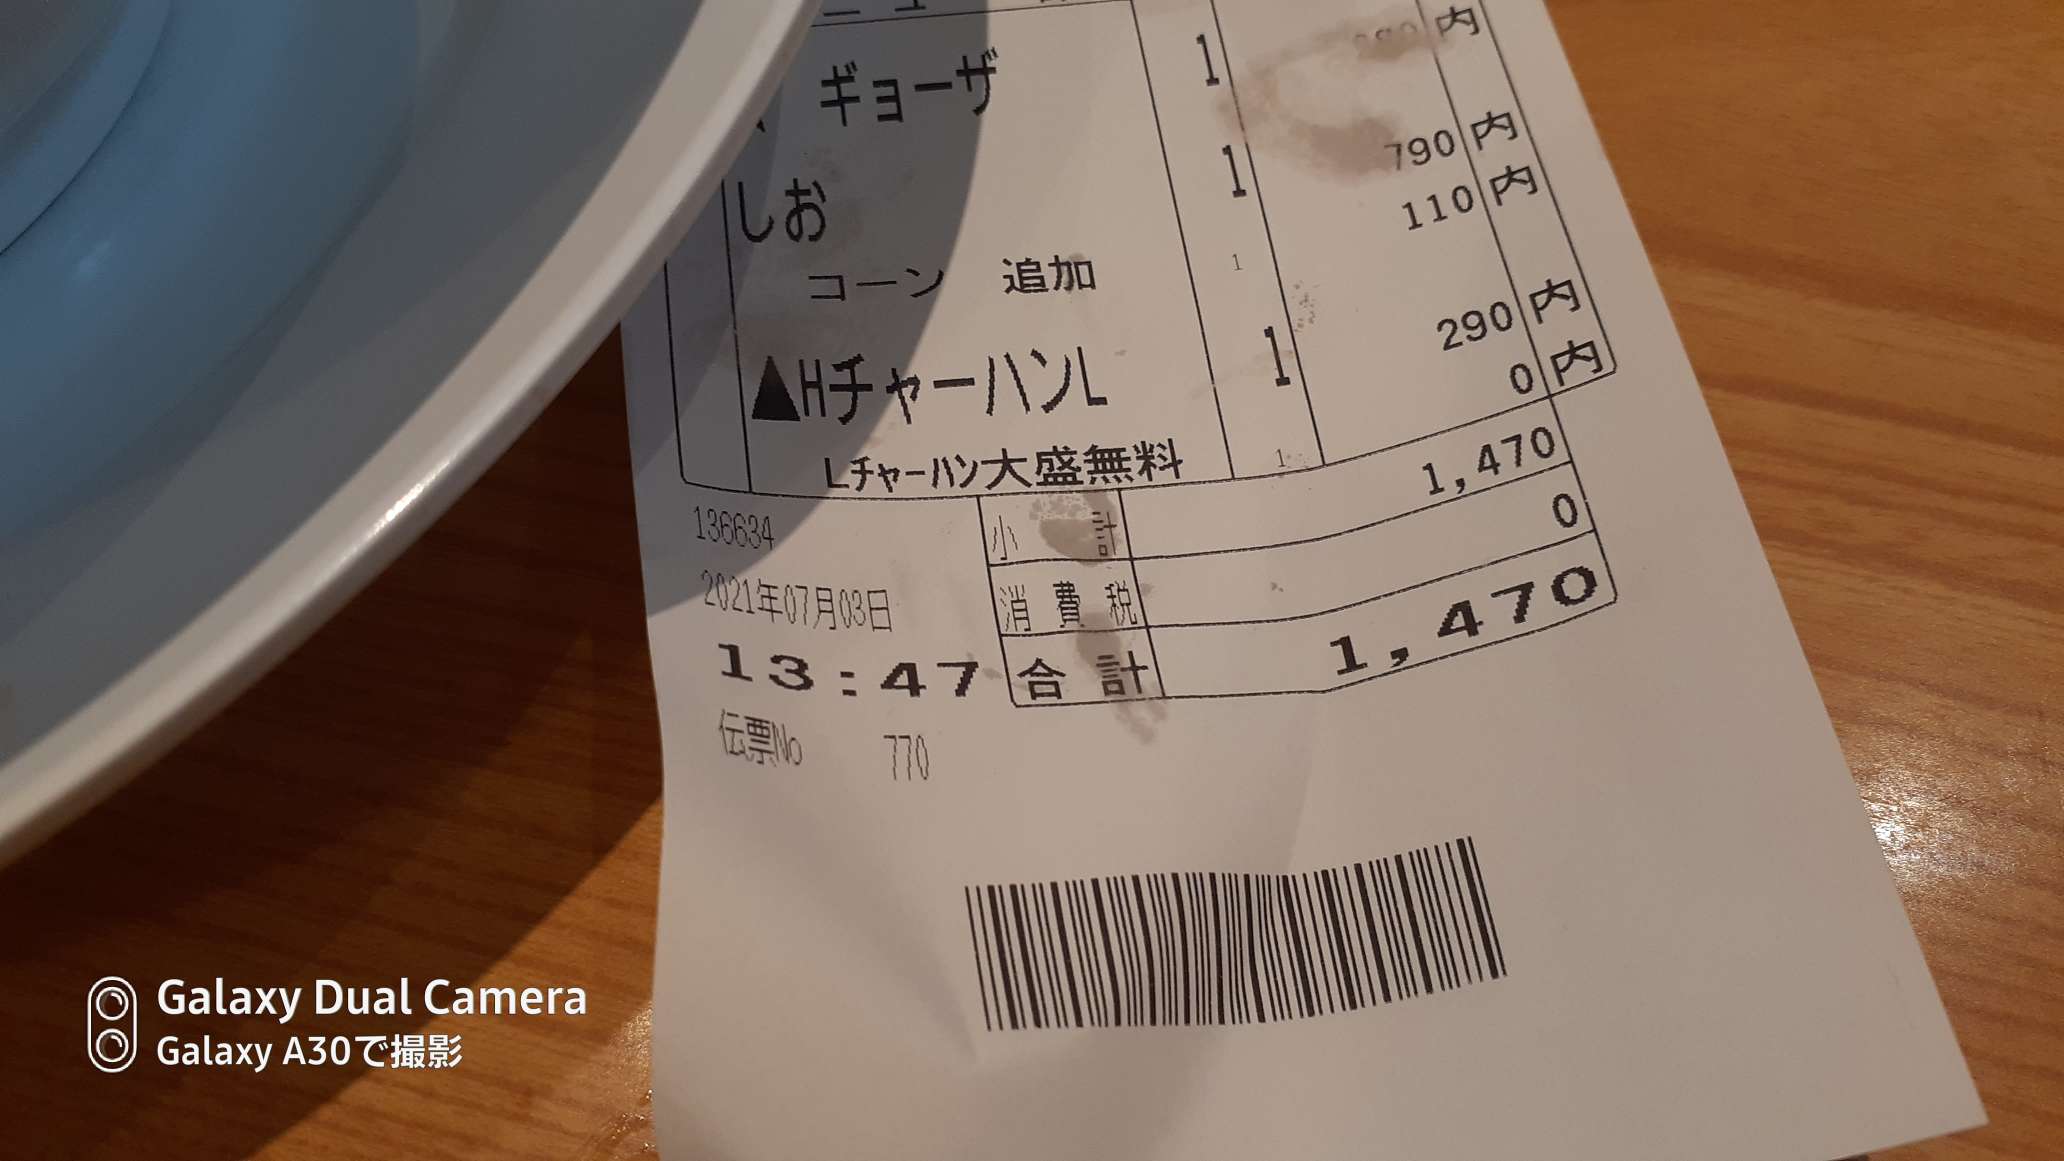 ギョーザ 1 280 内
しお 1 790 内
コーン 追加 1 110 内
▲HチャーハンL 1 290 内
Lチャーハン大盛無料 1 0 内
136634 小計 1,470
2021年07月03日 消費税 0
13:47 合計 1,470
伝票No 770
Galaxy Dual Camera
Galaxy A30で撮影